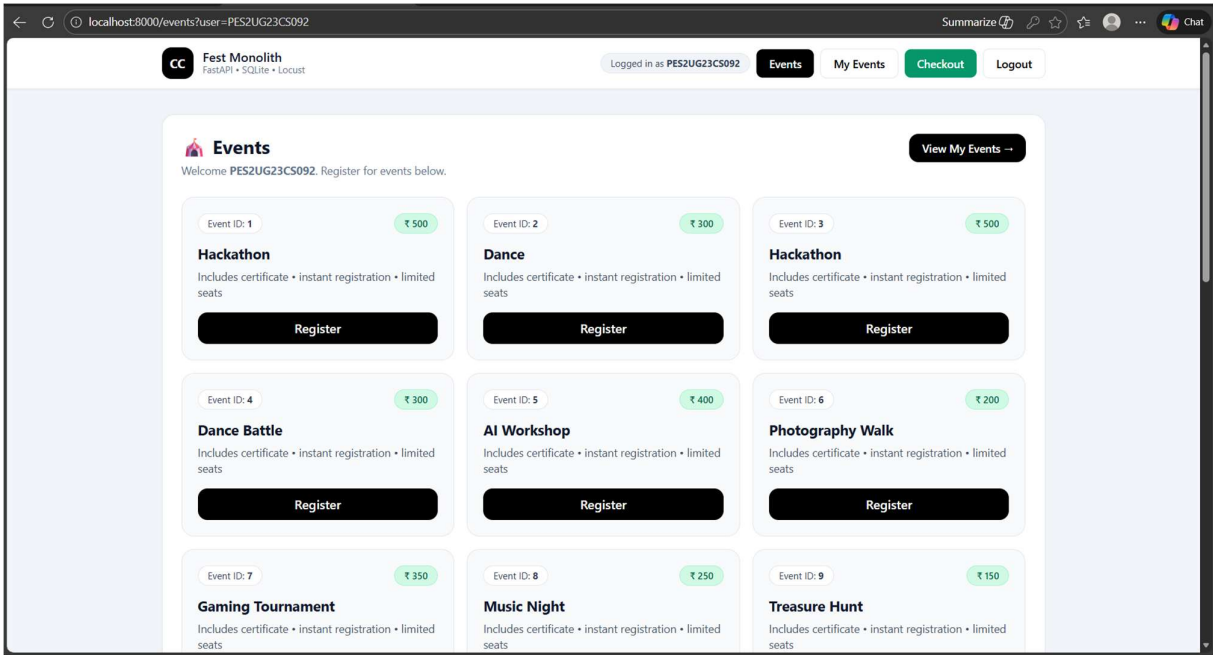 localhost:8000/events?user=PES2UG23CS092
Summarize
Chat
CC
Fest Monolith
FastAPI • SQLite • Locust
Logged in as PES2UG23CS092
Events
My Events
Checkout
Logout
Events
Welcome PES2UG23CS092. Register for events below.
View My Events →
Event ID: 1
₹ 500
Hackathon
Includes certificate • instant registration • limited
seats
Register
Event ID: 2
₹ 300
Dance
Includes certificate • instant registration • limited
seats
Register
Event ID: 3
₹ 500
Hackathon
Includes certificate • instant registration • limited
seats
Register
Event ID: 4
₹ 300
Dance Battle
Includes certificate • instant registration • limited
seats
Register
Event ID: 5
₹ 400
AI Workshop
Includes certificate • instant registration • limited
seats
Register
Event ID: 6
₹ 200
Photography Walk
Includes certificate • instant registration • limited
seats
Register
Event ID: 7
₹ 350
Gaming Tournament
Includes certificate • instant registration • limited
seats
Event ID: 8
₹ 250
Music Night
Includes certificate • instant registration • limited
seats
Event ID: 9
₹ 150
Treasure Hunt
Includes certificate • instant registration • limited
seats